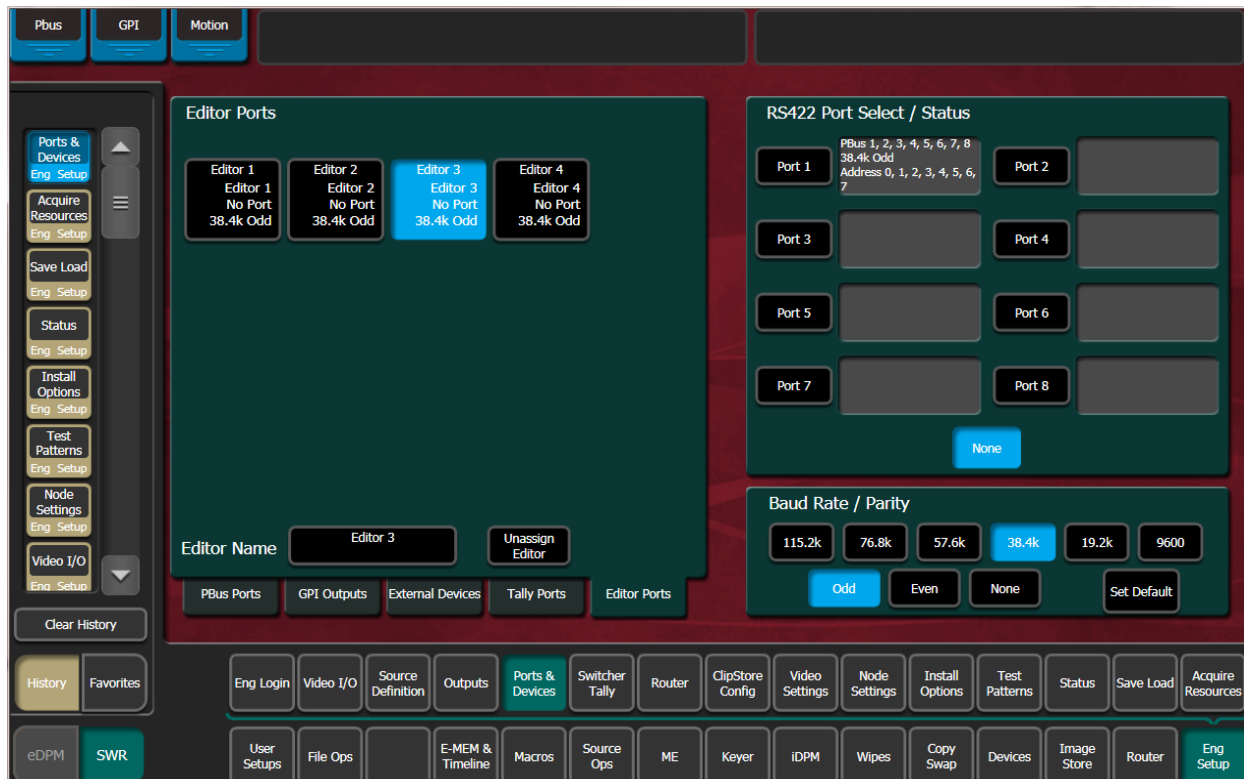 Pbus
GPI
Motion
Ports &
Devices
Eng Setup
Acquire
Resources
Eng Setup
Save Load
Eng Setup
Status
Eng Setup
Install
Options
Eng Setup
Test
Patterns
Eng Setup
Node
Settings
Eng Setup
Video I/O
Eng Setup
Clear History
History
Favorites
eDPM
SWR
Editor Ports
Editor 1
Editor 1
No Port
38.4k Odd
Editor 2
Editor 2
No Port
38.4k Odd
Editor 3
Editor 3
No Port
38.4k Odd
Editor 4
Editor 4
No Port
38.4k Odd
Editor Name
Editor 3
Unassign
Editor
PBus Ports
GPI Outputs
External Devices
Tally Ports
Editor Ports
RS422 Port Select / Status
Port 1
PBus 1, 2, 3, 4, 5, 6, 7, 8
38.4k Odd
Address 0, 1, 2, 3, 4, 5, 6,
7
Port 2
Port 3
Port 4
Port 5
Port 6
Port 7
Port 8
None
Baud Rate / Parity
115.2k
76.8k
57.6k
38.4k
19.2k
9600
Odd
Even
None
Set Default
Eng Login
Video I/O
Source
Definition
Outputs
Ports &
Devices
Switcher
Tally
Router
ClipStore
Config
Video
Settings
Node
Settings
Install
Options
Test
Patterns
Status
Save Load
Acquire
Resources
User
Setups
File Ops
E-MEM &
Timeline
Macros
Source
Ops
ME
Keyer
iDPM
Wipes
Copy
Swap
Devices
Image
Store
Router
Eng
Setup